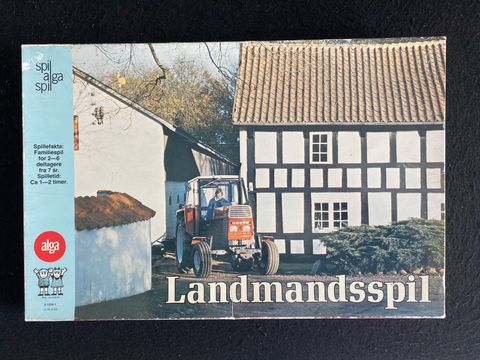 spil
alga
spil
Spillefakta:
Familiespil
for 2—6
deltagere
fra 7 år.
Spilletid:
Ca 1—2 timer.
alga
Landmandsspil